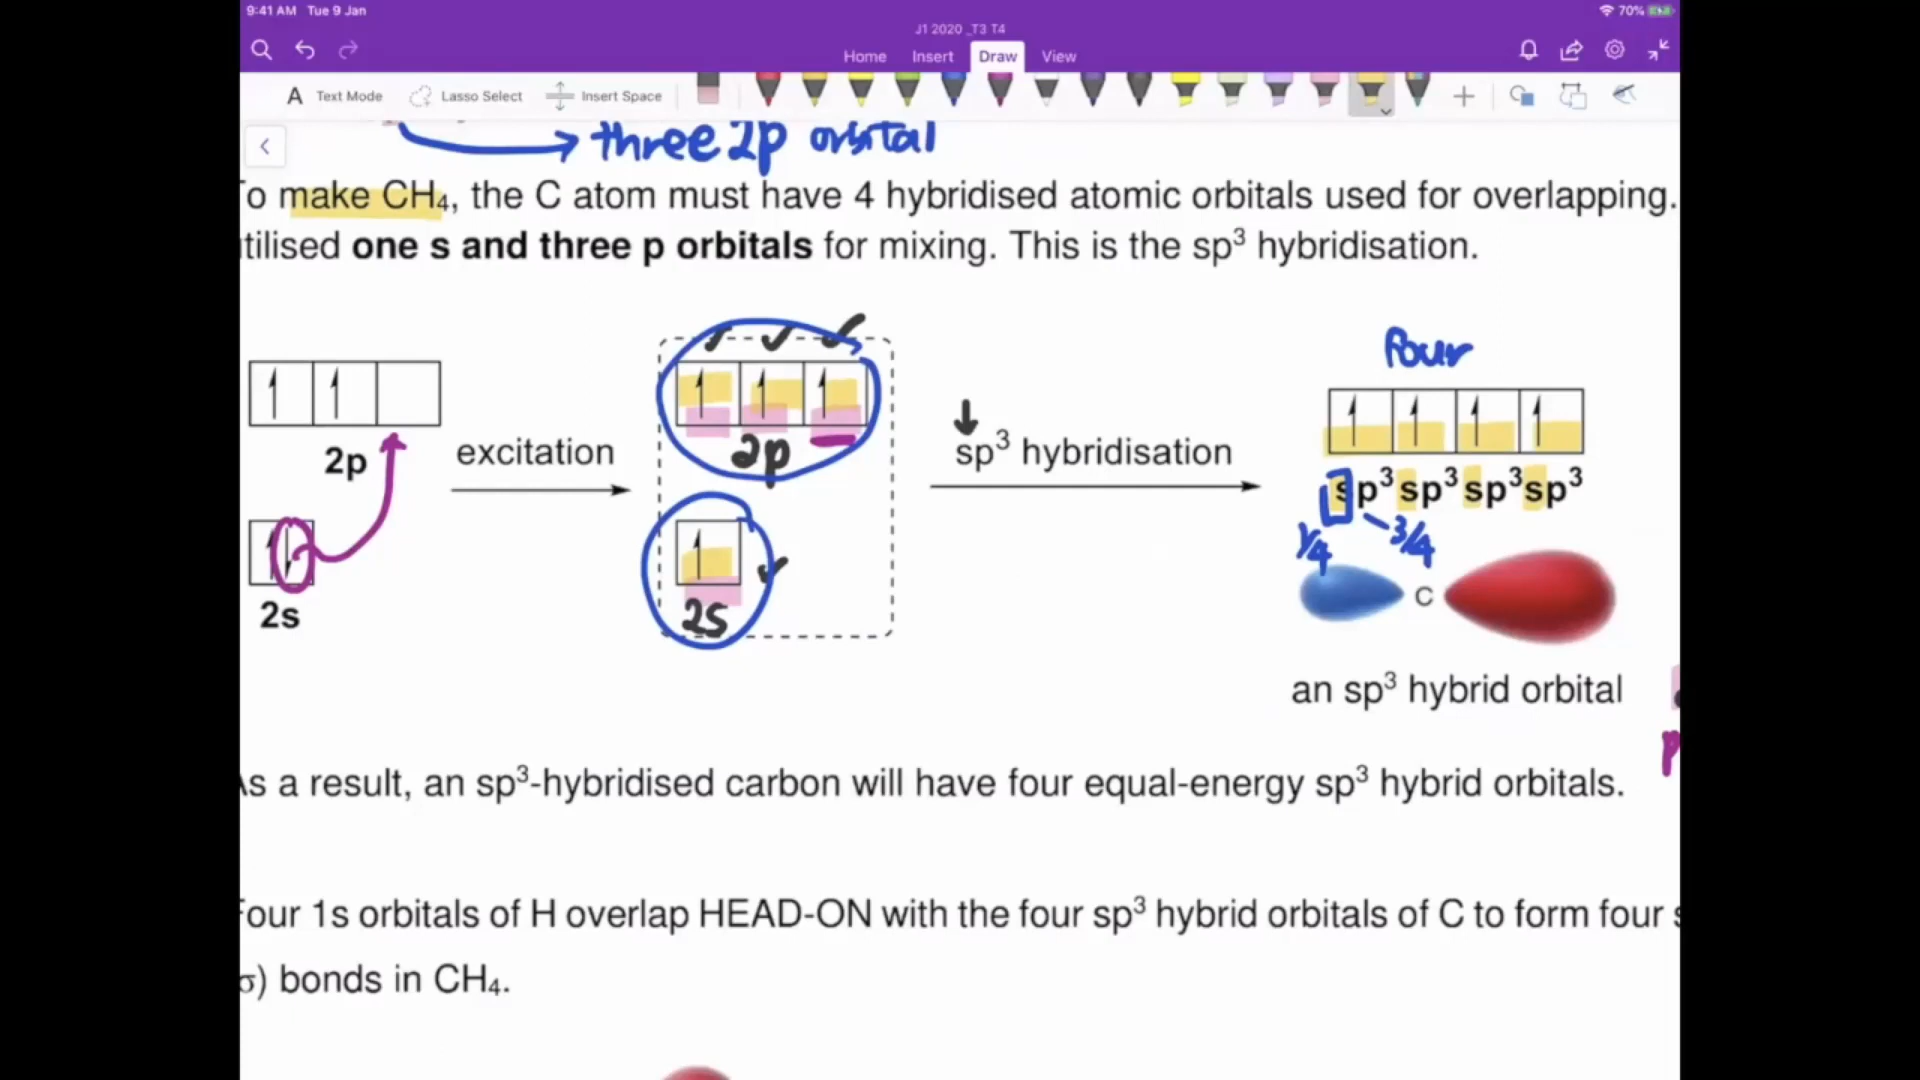 9:41 AM Tue 9 Jan
70%
J1 2020 _T3 T4
Home Insert Draw View
A Text Mode Lasso Select Insert Space
three 2p orbital
To make CH₄, the C atom must have 4 hybridised atomic orbitals used for overlapping.
utilised one s and three p orbitals for mixing. This is the sp³ hybridisation.
four
2p
excitation
2p
sp³ hybridisation
sp³ sp³ sp³ sp³
1/4 3/4
2s
2s
C
an sp³ hybrid orbital
p
As a result, an sp³-hybridised carbon will have four equal-energy sp³ hybrid orbitals.
Four 1s orbitals of H overlap HEAD-ON with the four sp³ hybrid orbitals of C to form four s
σ) bonds in CH₄.